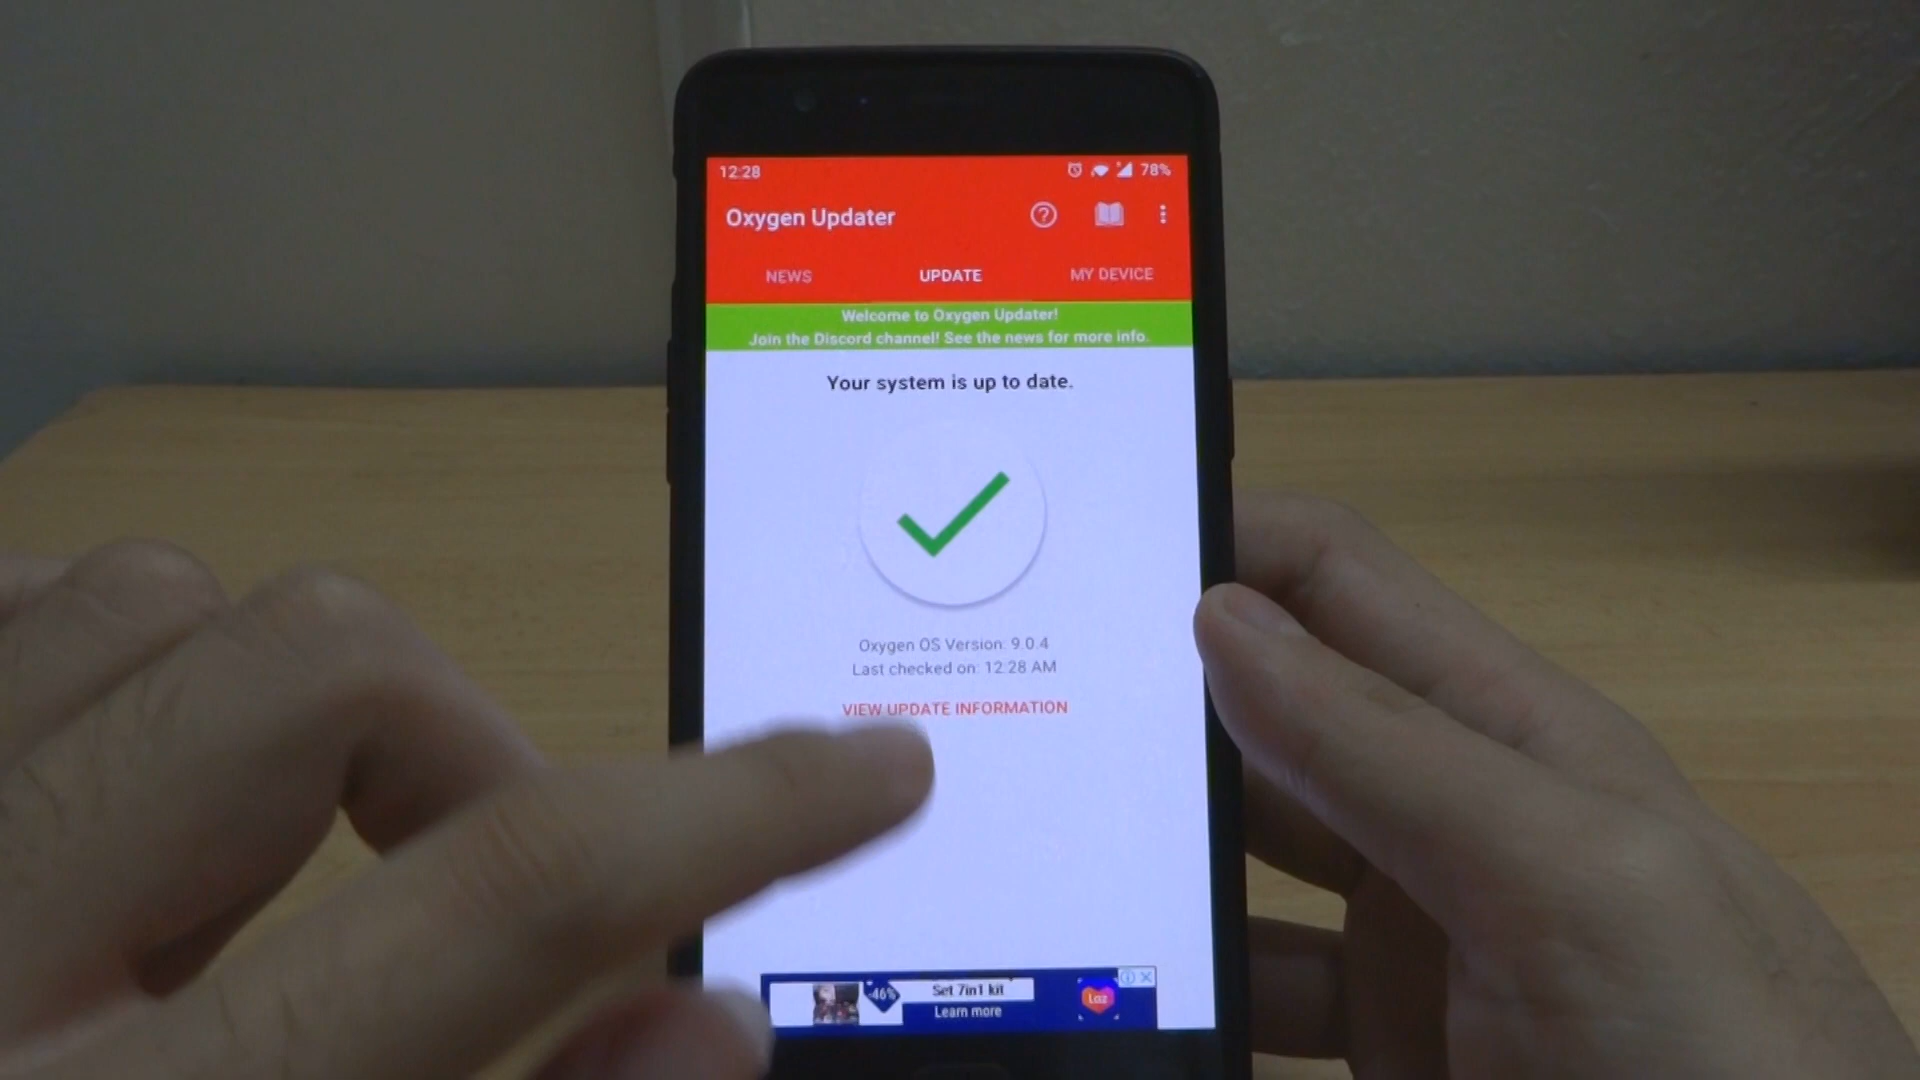 12:28
78%
Oxygen Updater
NEWS
UPDATE
MY DEVICE
Welcome to Oxygen Updater!
Join the Discord channel! See the news for more info.
Your system is up to date.
Oxygen OS Version: 9.0.4
Last checked on: 12:28 AM
VIEW UPDATE INFORMATION
-46%
Set 7in1 kit
Learn more
Laz